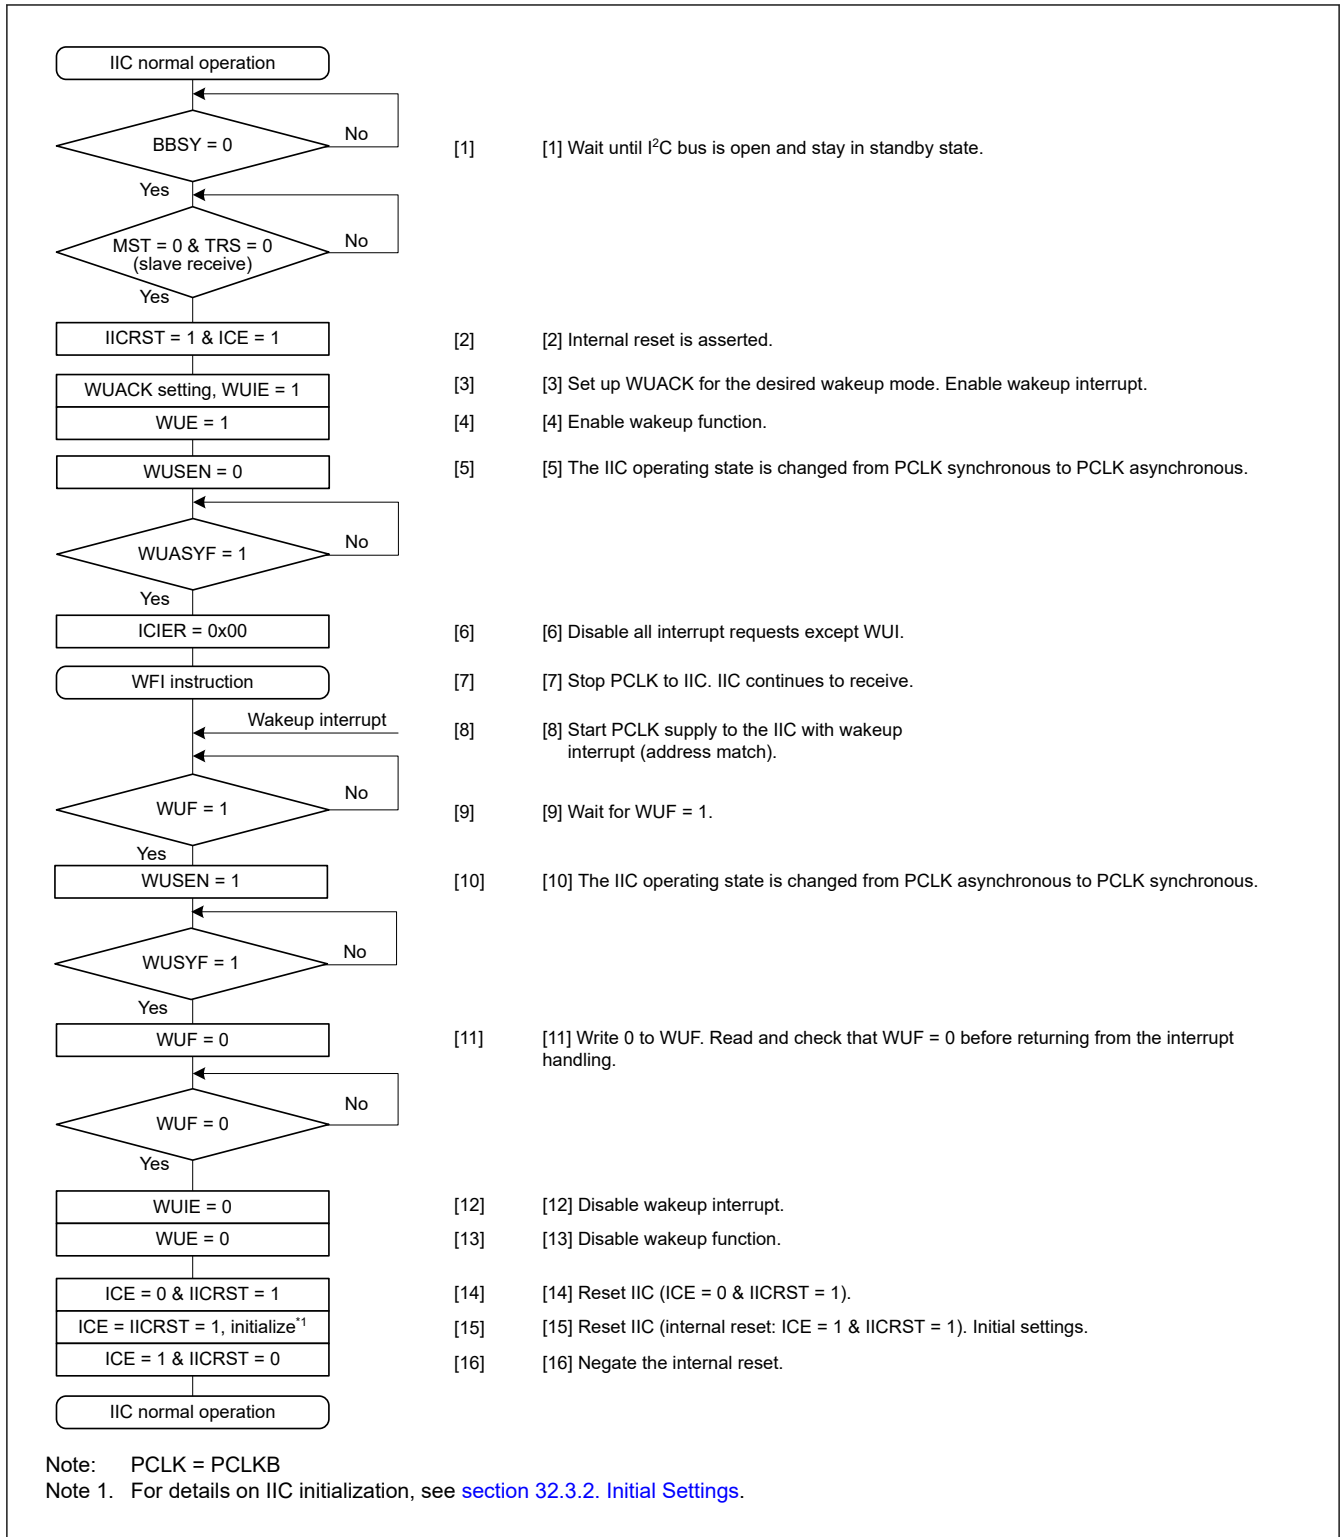 IIC normal operation
BBSY = 0
No
[1] [1] Wait until I²C bus is open and stay in standby state.
Yes
MST = 0 & TRS = 0
(slave receive)
No
Yes
IICRST = 1 & ICE = 1
[2] [2] Internal reset is asserted.
WUACK setting, WUIE = 1
[3] [3] Set up WUACK for the desired wakeup mode. Enable wakeup interrupt.
WUE = 1
[4] [4] Enable wakeup function.
WUSEN = 0
[5] [5] The IIC operating state is changed from PCLK synchronous to PCLK asynchronous.
WUASYF = 1
No
Yes
ICIER = 0x00
[6] [6] Disable all interrupt requests except WUI.
WFI instruction
[7] [7] Stop PCLK to IIC. IIC continues to receive.
Wakeup interrupt
[8] [8] Start PCLK supply to the IIC with wakeup
interrupt (address match).
WUF = 1
No
[9] [9] Wait for WUF = 1.
Yes
WUSEN = 1
[10] [10] The IIC operating state is changed from PCLK asynchronous to PCLK synchronous.
WUSYF = 1
No
Yes
WUF = 0
[11] [11] Write 0 to WUF. Read and check that WUF = 0 before returning from the interrupt
handling.
WUF = 0
No
Yes
WUIE = 0
[12] [12] Disable wakeup interrupt.
WUE = 0
[13] [13] Disable wakeup function.
ICE = 0 & IICRST = 1
[14] [14] Reset IIC (ICE = 0 & IICRST = 1).
ICE = IICRST = 1, initialize*1
[15] [15] Reset IIC (internal reset: ICE = 1 & IICRST = 1). Initial settings.
ICE = 1 & IICRST = 0
[16] [16] Negate the internal reset.
IIC normal operation
Note: PCLK = PCLKB
Note 1. For details on IIC initialization, see section 32.3.2. Initial Settings.